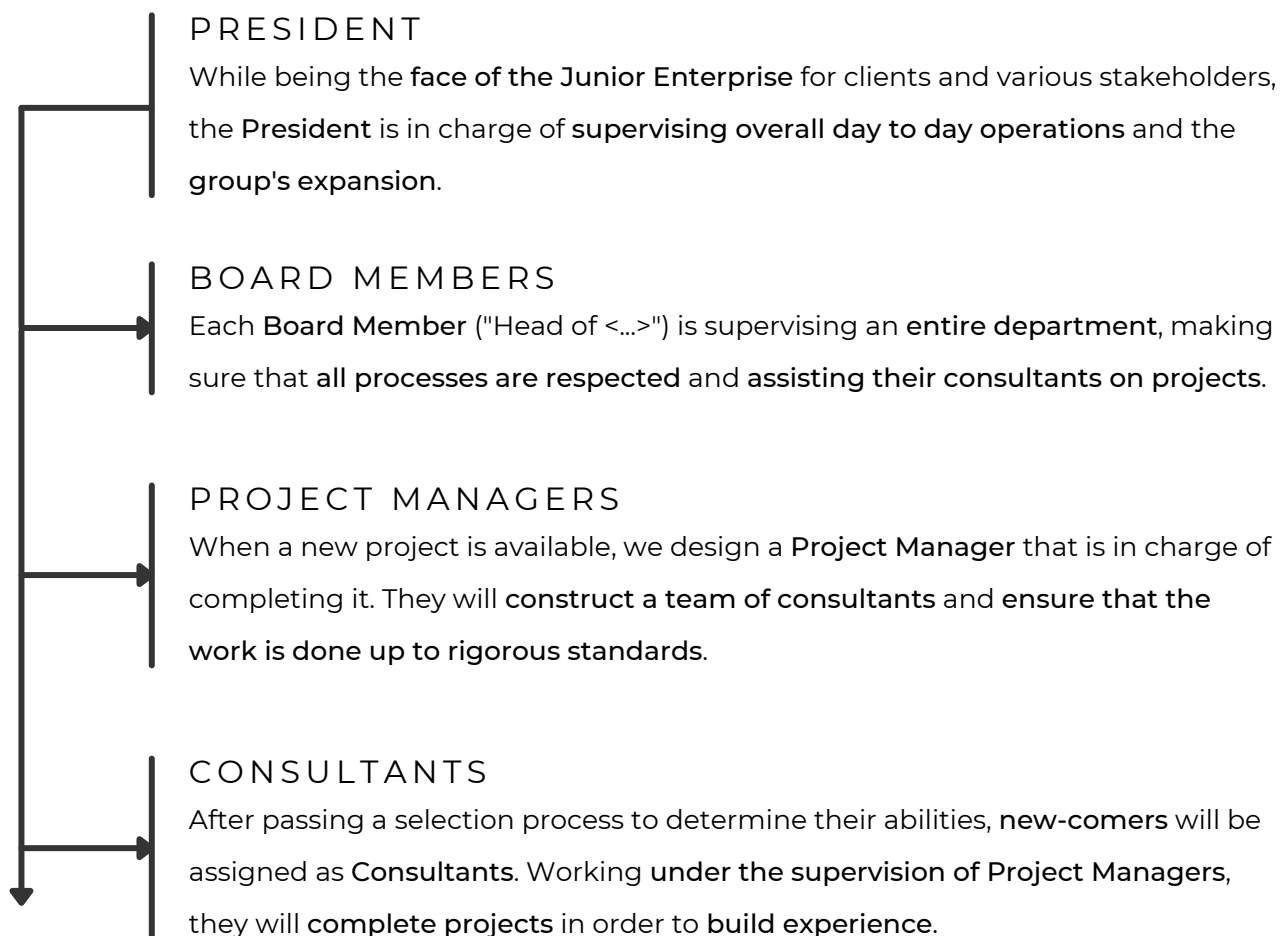 PRESIDENT
While being the face of the Junior Enterprise for clients and various stakeholders,
the President is in charge of supervising overall day to day operations and the
group's expansion.
BOARD MEMBERS
Each Board Member ("Head of <...>") is supervising an entire department, making
sure that all processes are respected and assisting their consultants on projects.
PROJECT MANAGERS
When a new project is available, we design a Project Manager that is in charge of
completing it. They will construct a team of consultants and ensure that the
work is done up to rigorous standards.
CONSULTANTS
After passing a selection process to determine their abilities, new-comers will be
assigned as Consultants. Working under the supervision of Project Managers,
they will complete projects in order to build experience.